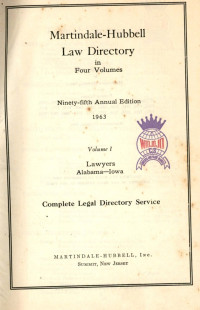 Martindale-Hubbell
Law Directory
in
Four Volumes
Ninety-fifth Annual Edition
1963
Volume I
Lawyers
Alabama—Iowa
Complete Legal Directory Service
MARTINDALE-HUBBELL, Inc.
Summit, New Jersey